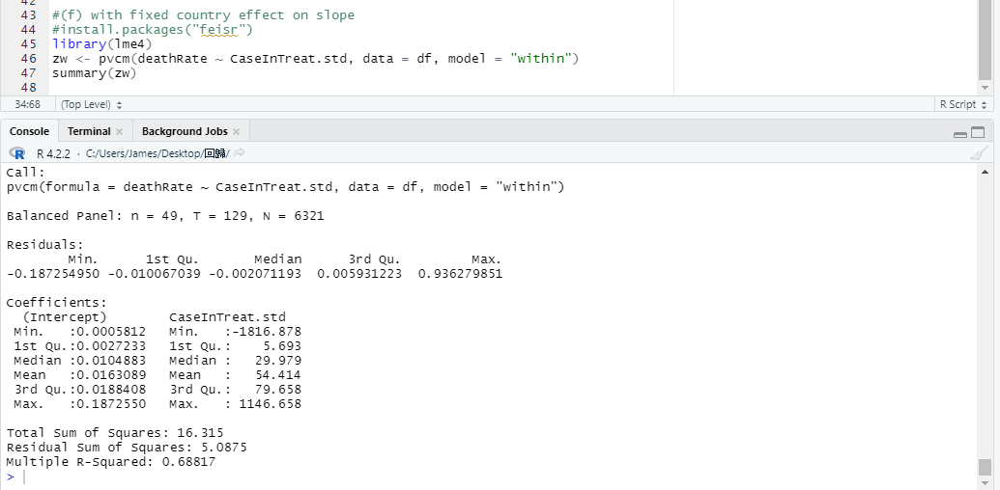 42
43 #(f) with fixed country effect on slope
44 #install.packages("feisr")
45 library(lme4)
46 zw <- pvcm(deathRate ~ CaseInTreat.std, data = df, model = "within")
47 summary(zw)
48
34:68 (Top Level) R Script
Console Terminal × Background Jobs ×
R 4.2.2 · C:/Users/James/Desktop/回歸/
Call:
pvcm(formula = deathRate ~ CaseInTreat.std, data = df, model = "within")
Balanced Panel: n = 49, T = 129, N = 6321
Residuals:
Min. 1st Qu. Median 3rd Qu. Max.
-0.187254950 -0.010067039 -0.002071193 0.005931223 0.936279851
Coefficients:
(Intercept) CaseInTreat.std
Min. :0.0005812 Min. :-1816.878
1st Qu.:0.0027233 1st Qu.: 5.693
Median :0.0104883 Median : 29.979
Mean :0.0163089 Mean : 54.414
3rd Qu.:0.0188408 3rd Qu.: 79.658
Max. :0.1872550 Max. : 1146.658
Total Sum of Squares: 16.315
Residual Sum of Squares: 5.0875
Multiple R-Squared: 0.68817
>